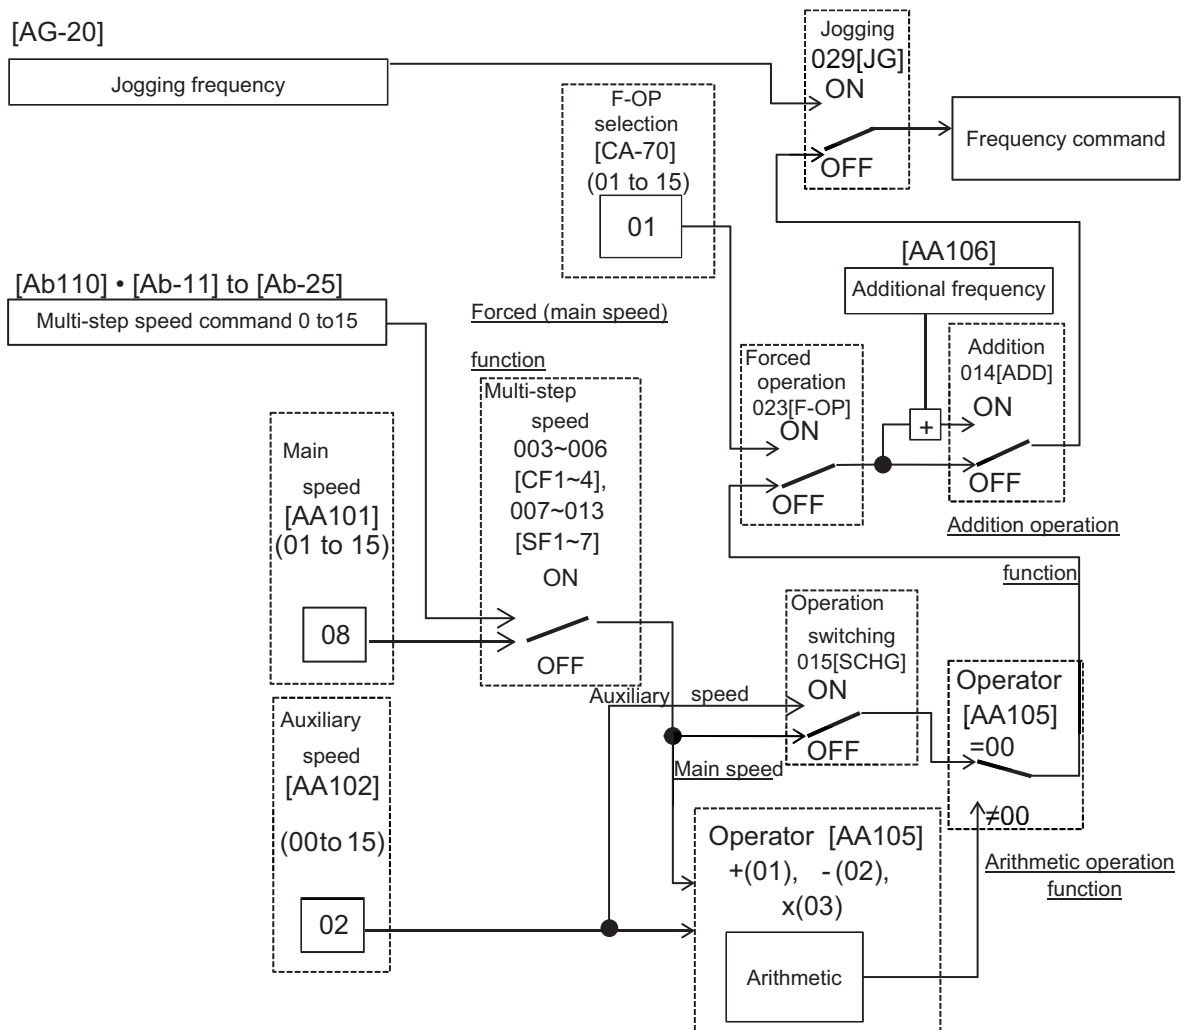 [AG-20]
Jogging frequency
Jogging
029[JG]
ON
OFF
Frequency command
F-OP
selection
[CA-70]
(01 to 15)
01
[AA106]
Additional frequency
[Ab110] • [Ab-11] to [Ab-25]
Multi-step speed command 0 to15
Forced (main speed)
function
Forced
operation
023[F-OP]
ON
OFF
+
Addition
014[ADD]
ON
OFF
Addition operation
function
Multi-step
speed
003~006
[CF1~4],
007~013
[SF1~7]
ON
OFF
Main
speed
[AA101]
(01 to 15)
08
Operation
switching
015[SCHG]
ON
OFF
Auxiliary speed
Main speed
Operator
[AA105]
=00
≠00
Auxiliary
speed
[AA102]
(00to 15)
02
Operator [AA105]
+(01), - (02),
x(03)
Arithmetic
Arithmetic operation
function